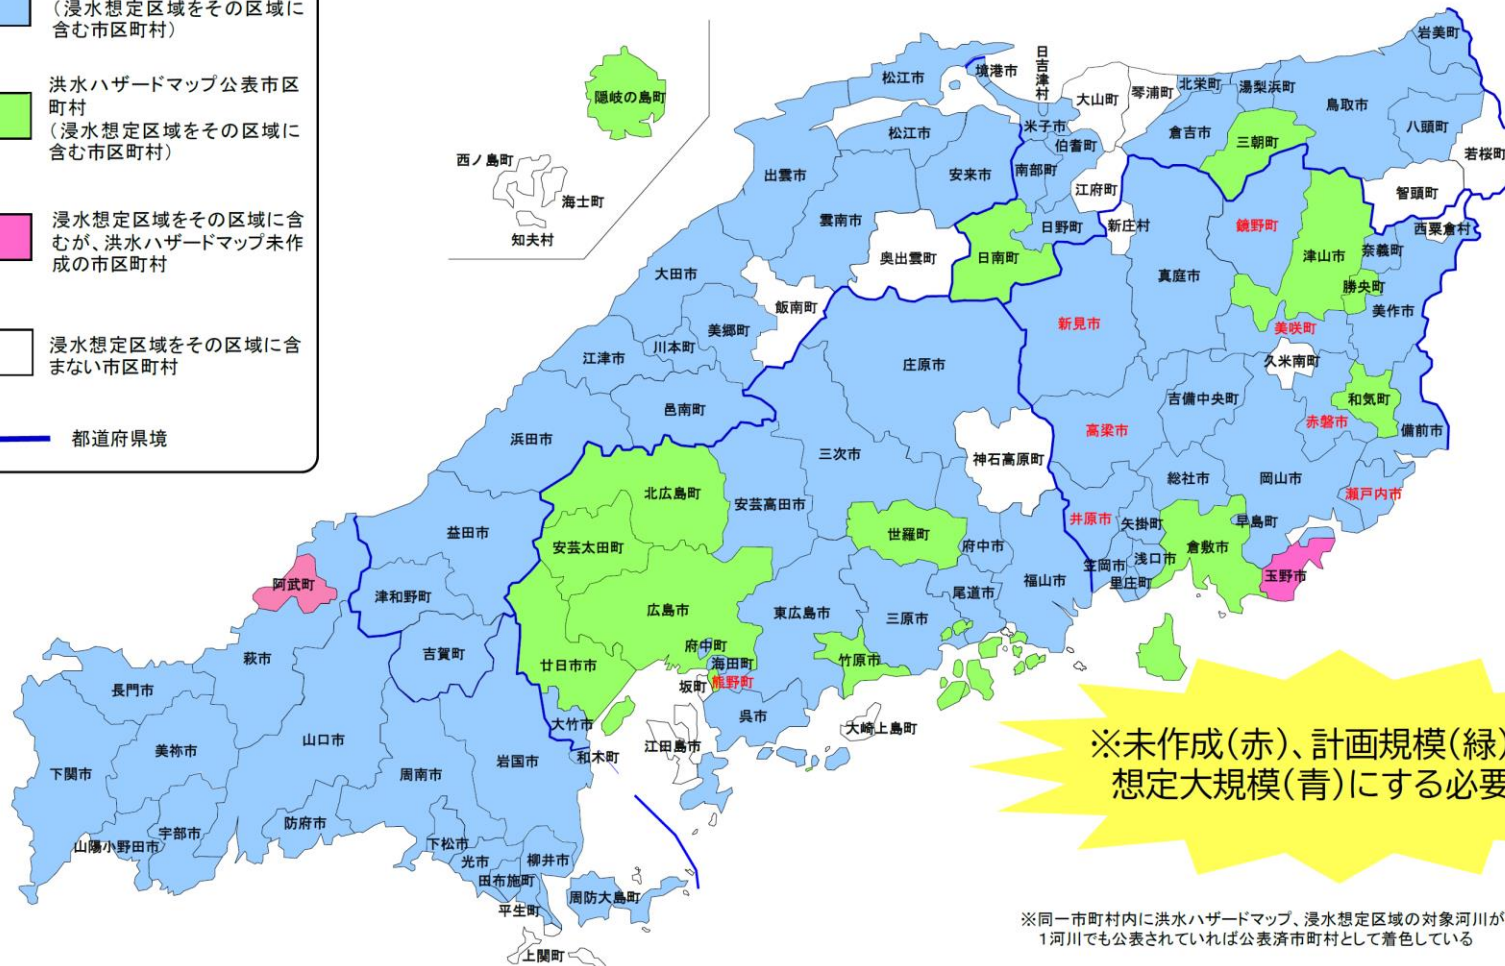 (浸水想定区域をその区域に
含む市区町村)
洪水ハザードマップ公表市区
町村
(浸水想定区域をその区域に
含む市区町村)
浸水想定区域をその区域に含
むが、洪水ハザードマップ未作
成の市区町村
浸水想定区域をその区域に含
まない市区町村
都道府県境
隠岐の島町
西ノ島町
海士町
知夫村
松江市
境港市
日吉津村
大山町
琴浦町
北栄町
湯梨浜町
鳥取市
岩美町
八頭町
若桜町
智頭町
松江市
米子市
伯耆町
倉吉市
三朝町
出雲市
安来市
南部町
江府町
雲南市
日野町
新庄村
鏡野町
西粟倉村
奥出雲町
日南町
津山市
奈義町
勝央町
大田市
飯南町
真庭市
美作市
美郷町
新見市
美咲町
川本町
江津市
庄原市
久米南町
邑南町
吉備中央町
和気町
浜田市
高梁市
赤磐市
備前市
三次市
神石高原町
総社市
岡山市
瀬戸内市
北広島町
安芸高田市
井原市
矢掛町
早島町
益田市
安芸太田町
世羅町
府中市
倉敷市
浅口市
笠岡市
里庄町
玉野市
阿武町
津和野町
広島市
東広島市
三原市
尾道市
福山市
萩市
吉賀町
廿日市市
府中町
海田町
熊野町
坂町
竹原市
長門市
大竹市
呉市
大崎上島町
美祢市
山口市
周南市
岩国市
和木町
江田島市
下関市
宇部市
山陽小野田市
防府市
下松市
光市
柳井市
田布施町
平生町
周防大島町
上関町
※未作成(赤)、計画規模(緑)
想定大規模(青)にする必要
※同一市町村内に洪水ハザードマップ、浸水想定区域の対象河川が
1河川でも公表されていれば公表済市町村として着色している